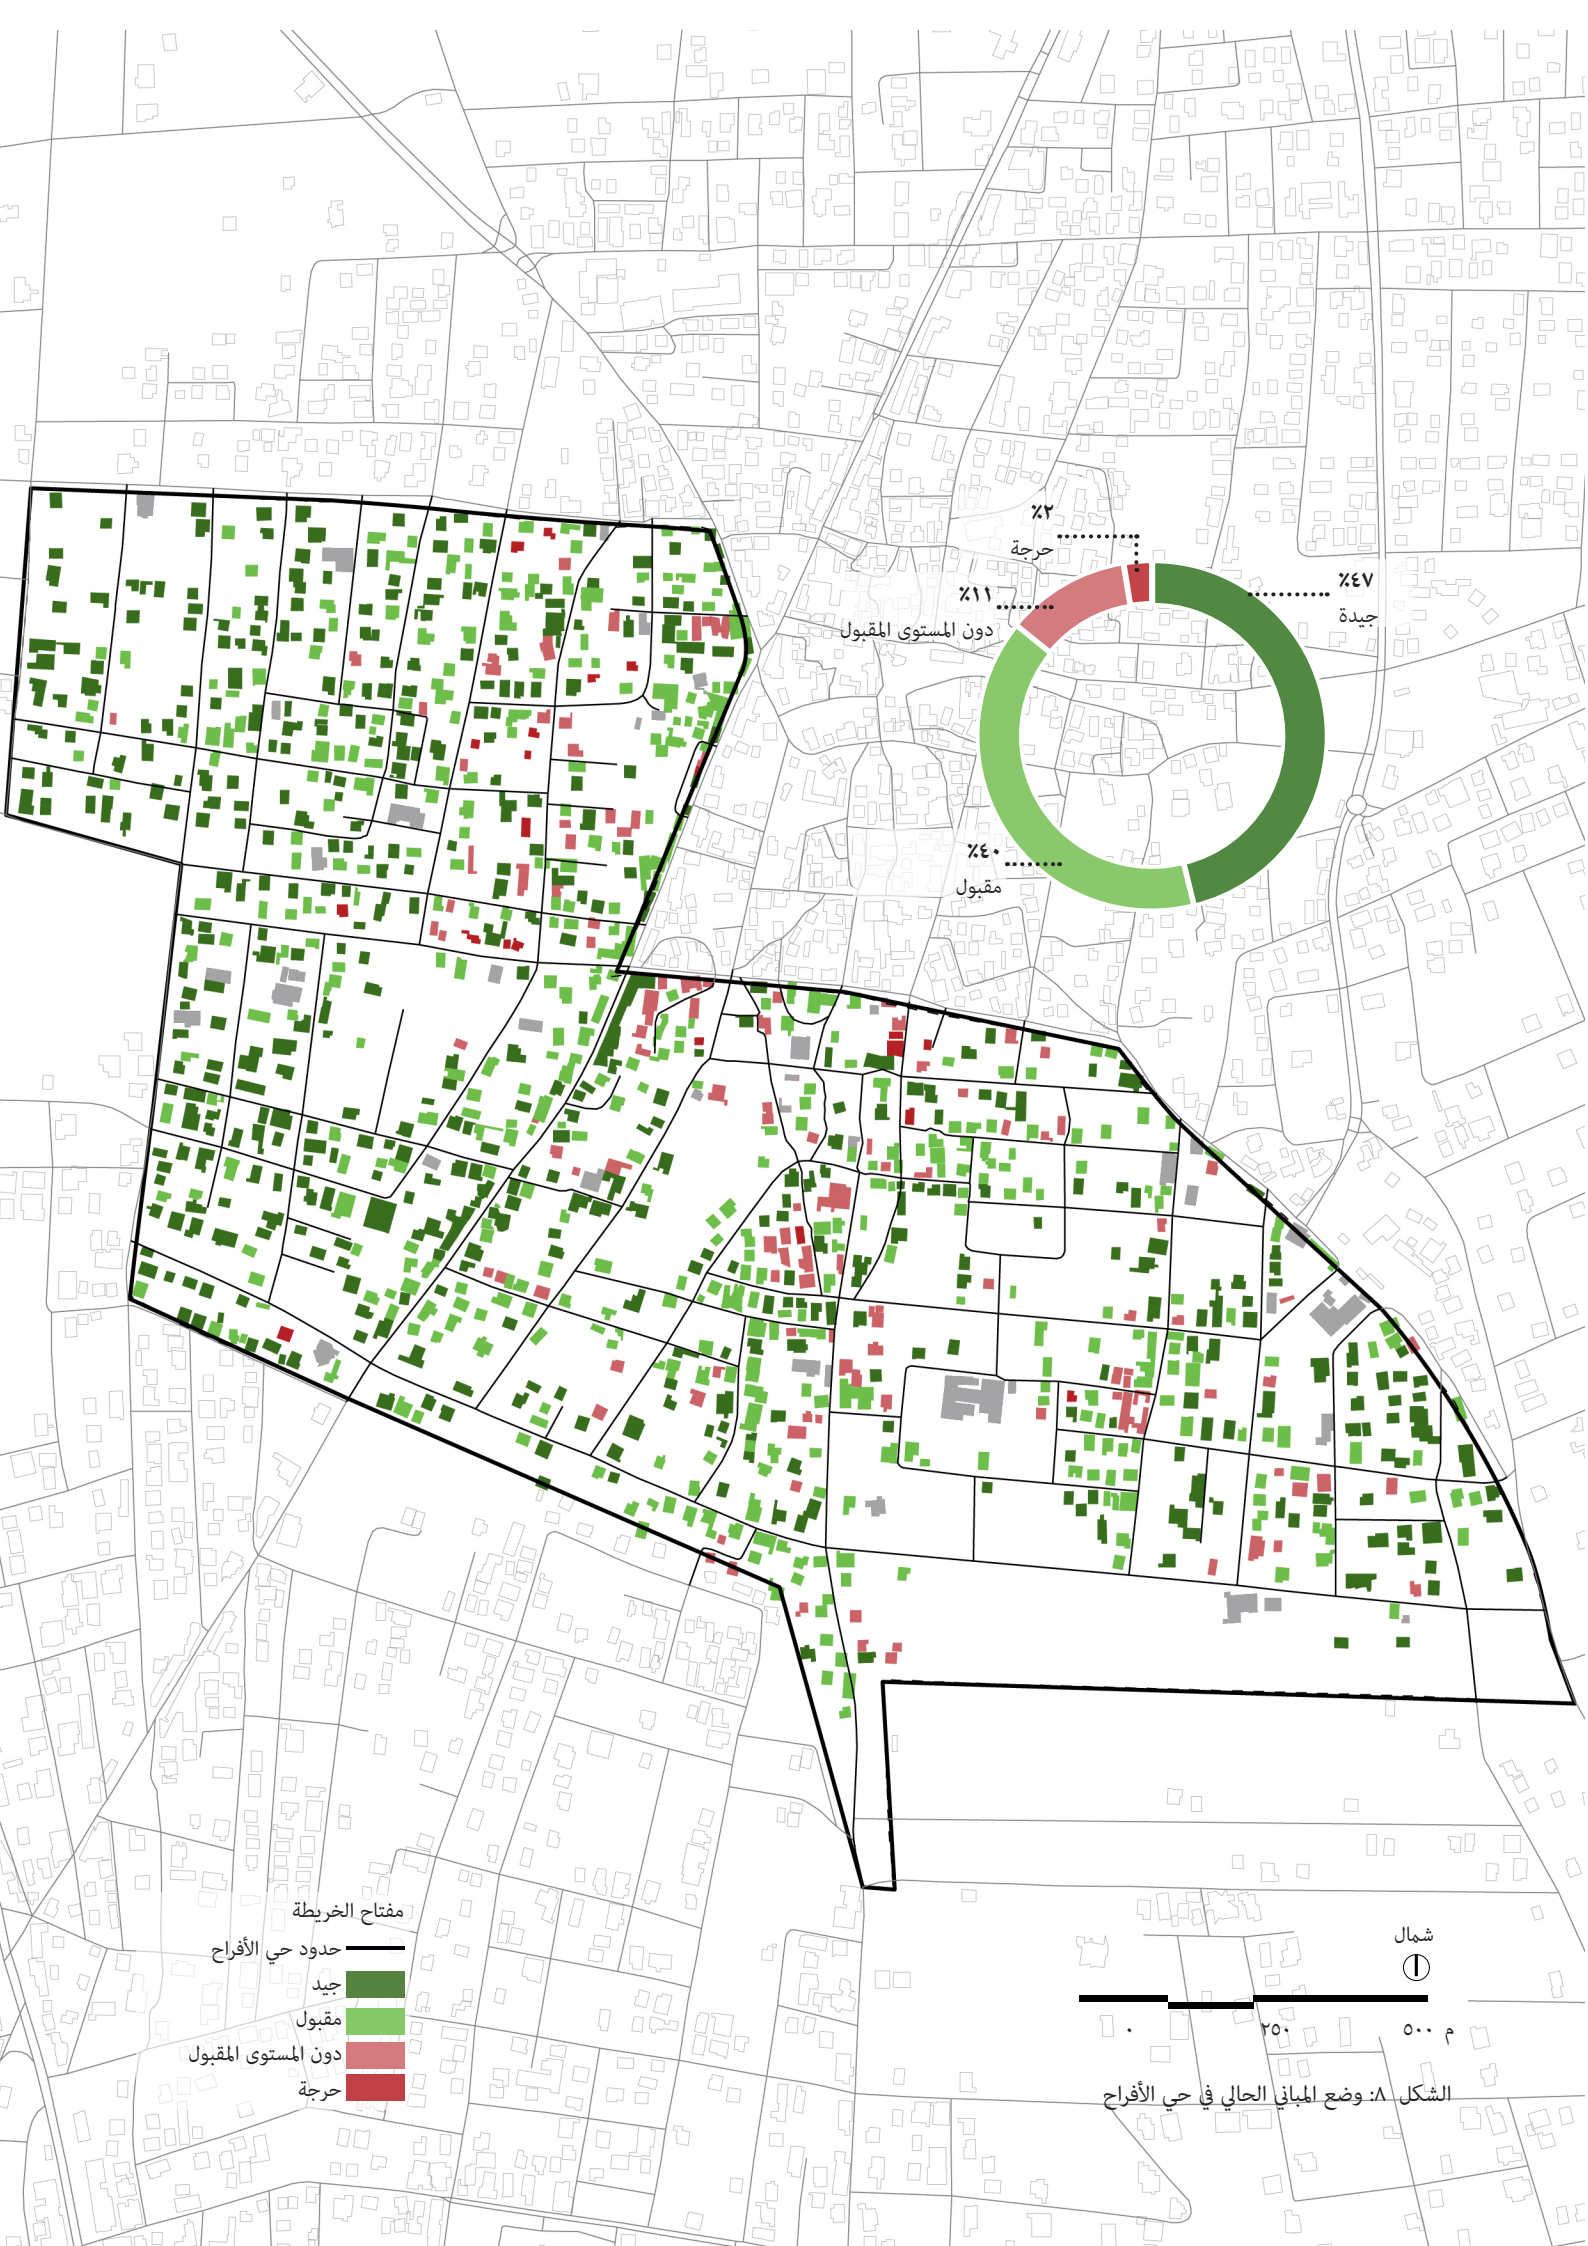 ٪٢
حرجة
٪٤٧
جيدة
٪١١
دون المستوى المقبول
٪٤٠
مقبول
مفتاح الخريطة
حدود حي الأفراح
جيد
مقبول
دون المستوى المقبول
حرجة
شمال
٠ ٢٥٠ ٥٠٠ م
الشكل ٨: وضع المباني الحالي في حي الأفراح